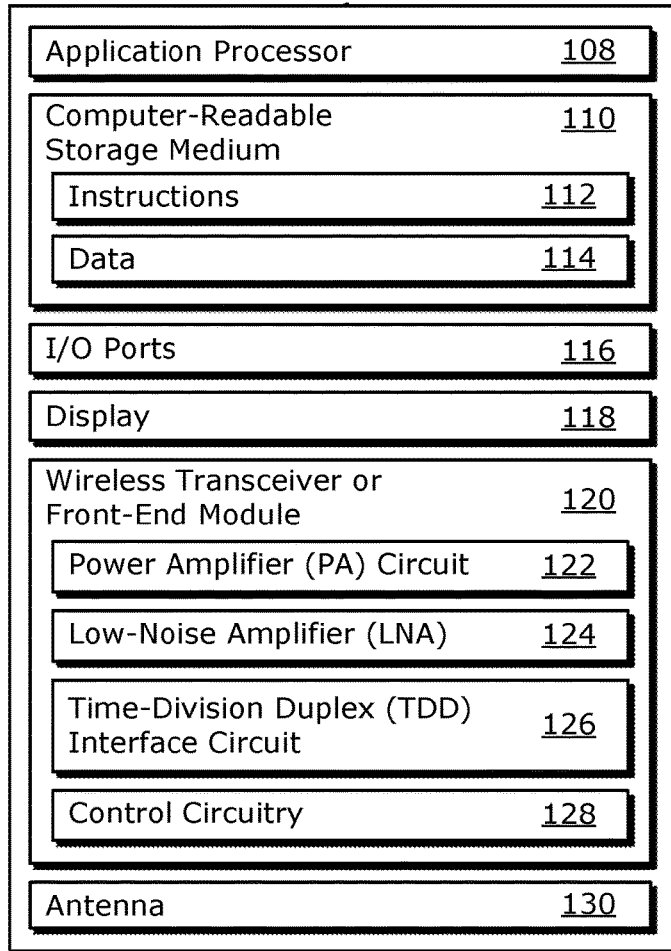 Application Processor 108
Computer-Readable 110
Storage Medium
Instructions 112
Data 114
I/O Ports 116
Display 118
Wireless Transceiver or
Front-End Module 120
Power Amplifier (PA) Circuit 122
Low-Noise Amplifier (LNA) 124
Time-Division Duplex (TDD)
Interface Circuit 126
Control Circuitry 128
Antenna 130